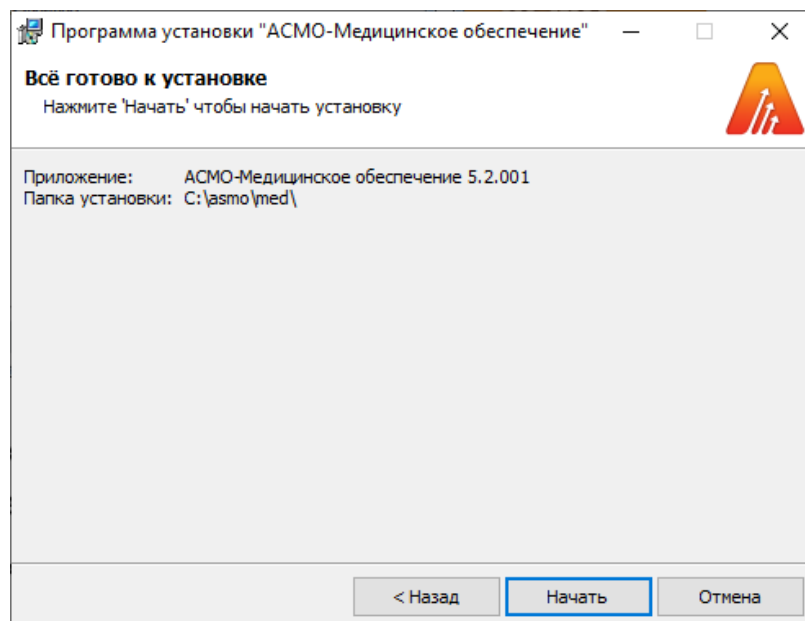 Программа установки "АСМО-Медицинское обеспечение"
Всё готово к установке
Нажмите 'Начать' чтобы начать установку
Приложение: АСМО-Медицинское обеспечение 5.2.001
Папка установки: C:\asmo\med\
< Назад Начать Отмена